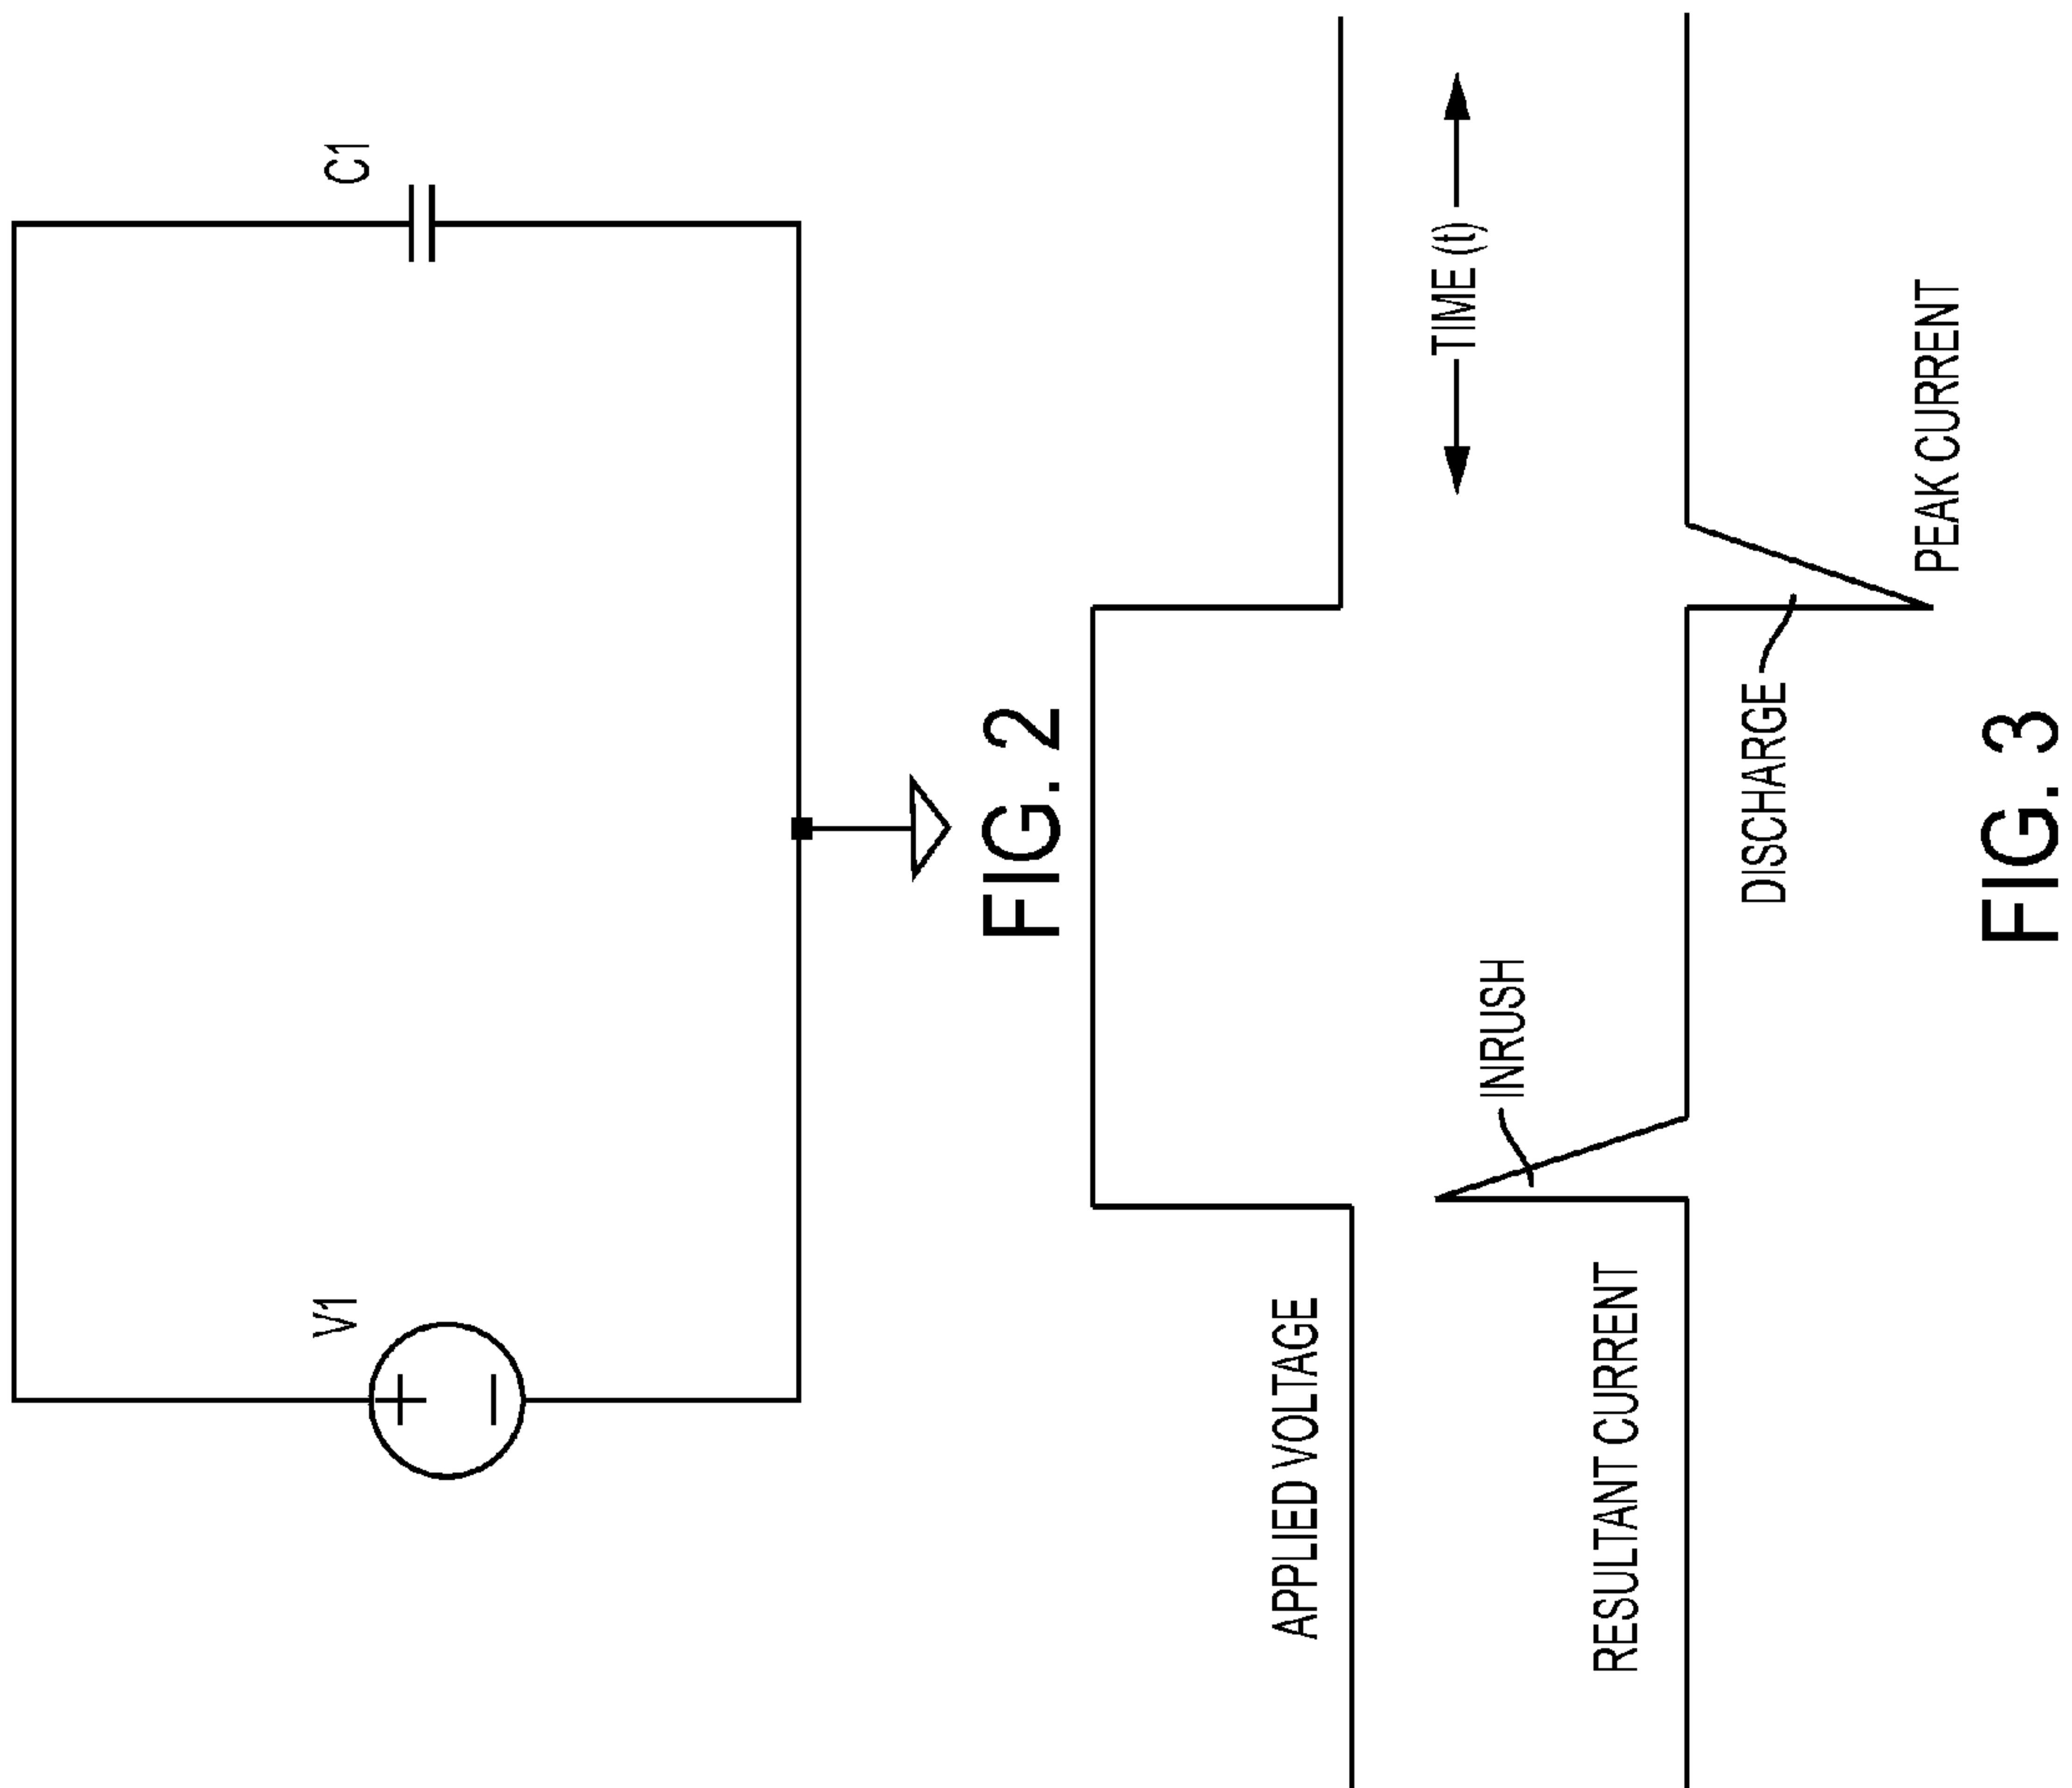 V1
+
−
C1
FIG. 2
APPLIED VOLTAGE
TIME (t)
INRUSH
RESULTANT CURRENT
DISCHARGE
PEAK CURRENT
FIG. 3